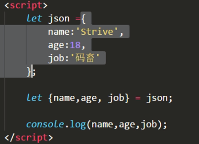 <script>
let json ={
name:'Strive',
age:18,
job:'码畜'
};
let {name,age, job} = json;
console.log(name,age,job);
</script>